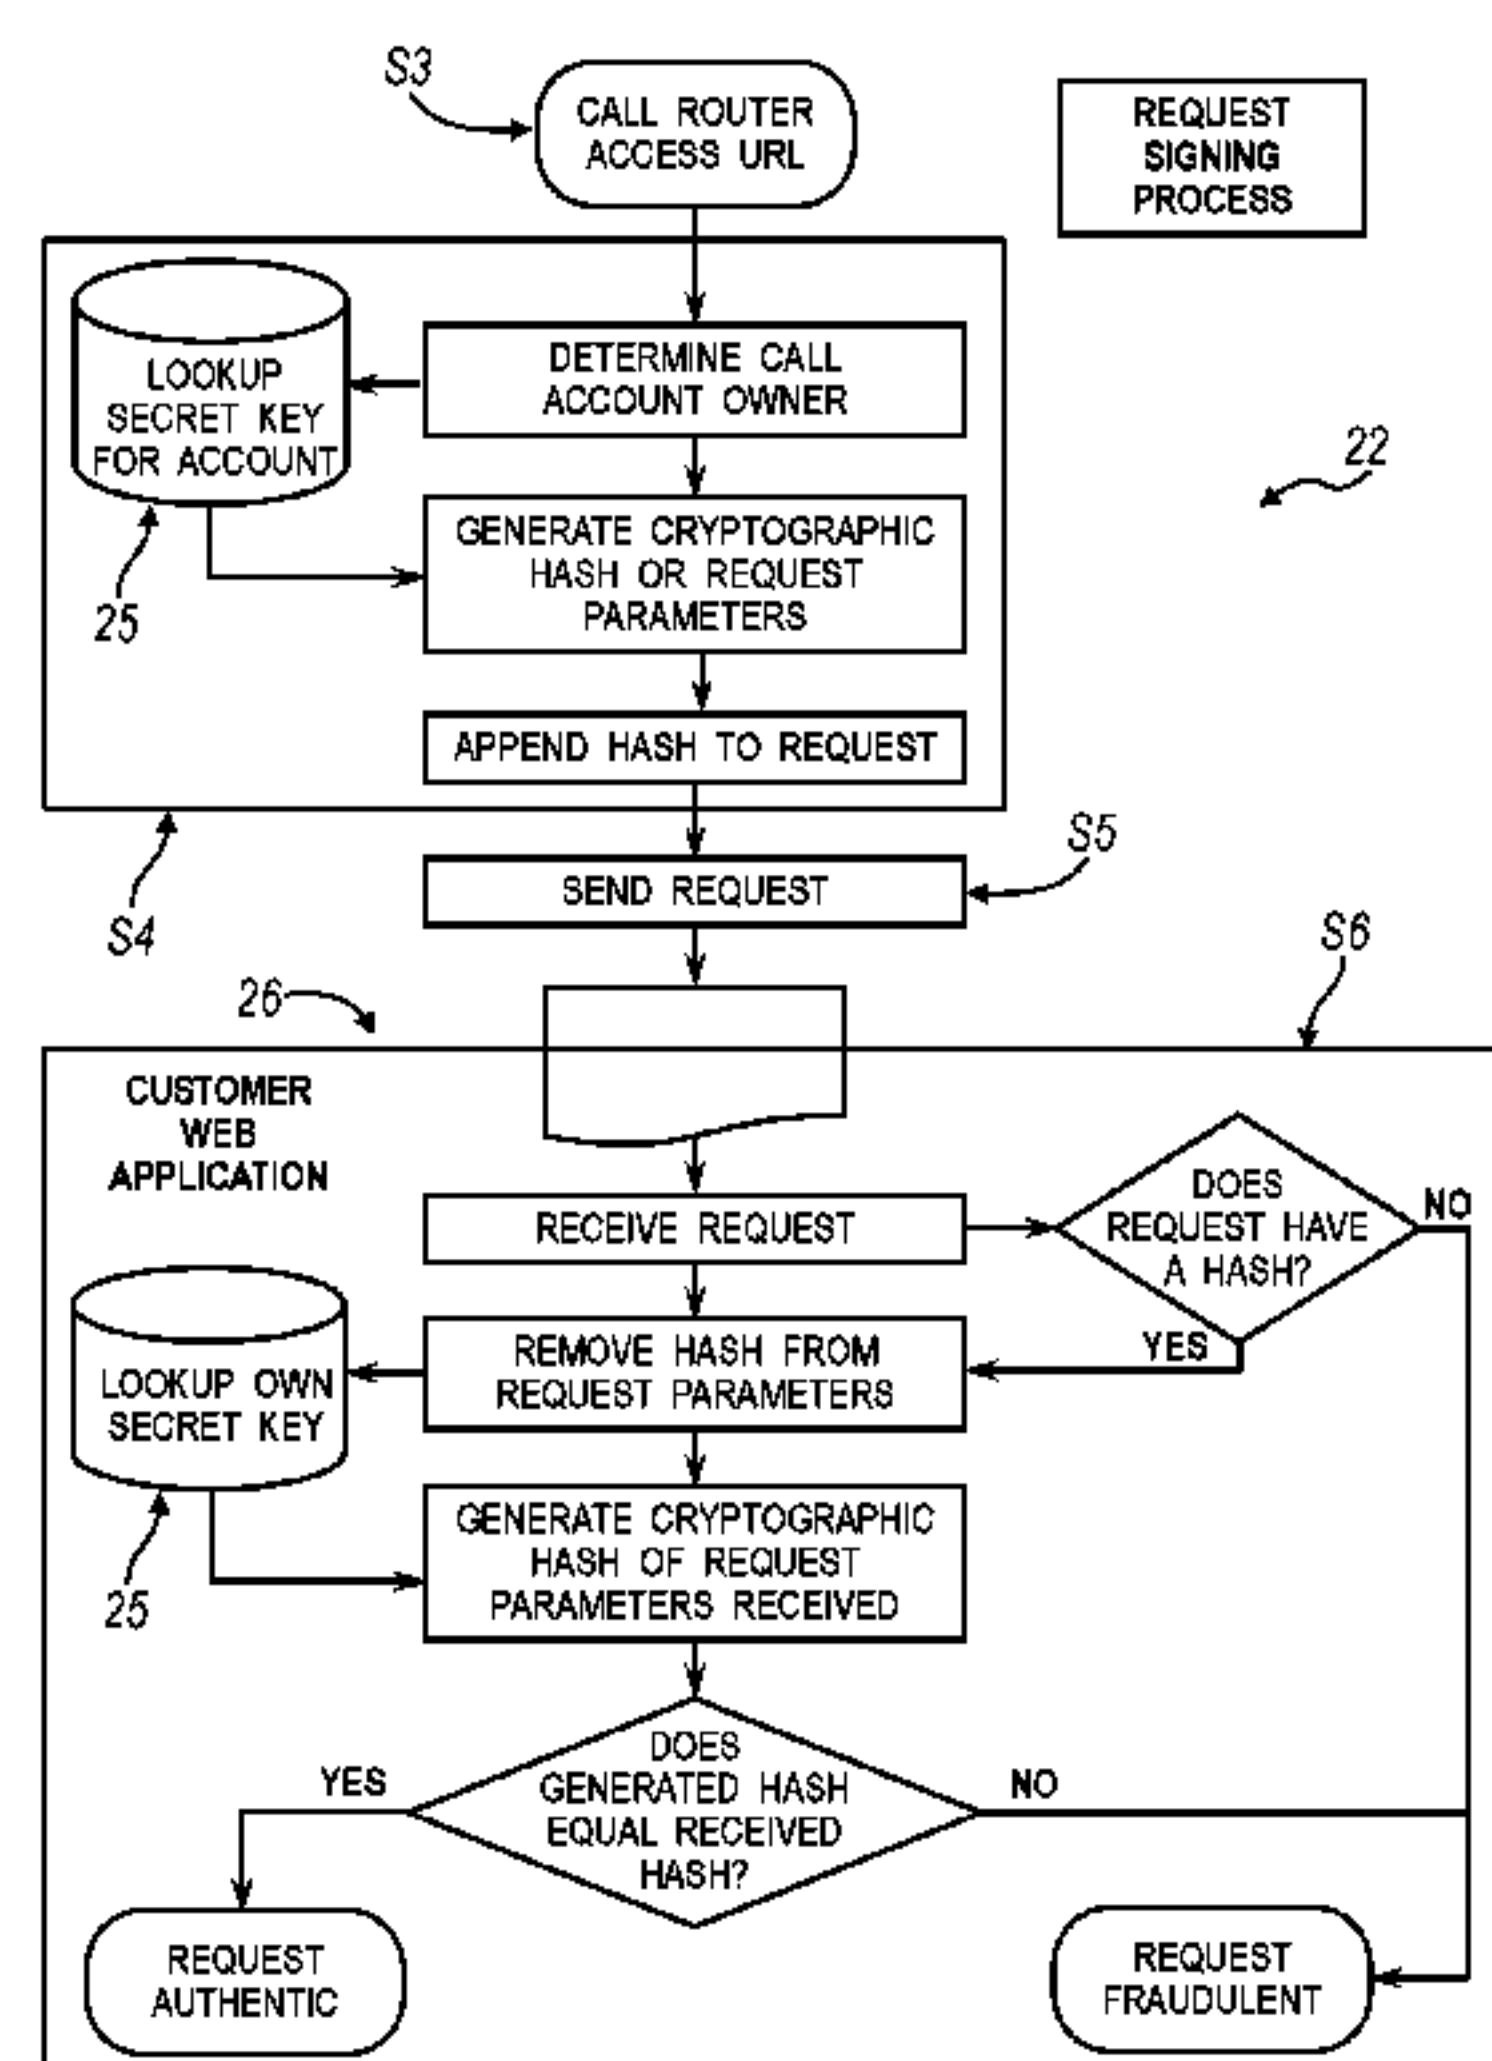 S3
CALL ROUTER
ACCESS URL
REQUEST
SIGNING
PROCESS
LOOKUP
SECRET KEY
FOR ACCOUNT
DETERMINE CALL
ACCOUNT OWNER
22
GENERATE CRYPTOGRAPHIC
HASH OR REQUEST
PARAMETERS
25
APPEND HASH TO REQUEST
S4
SEND REQUEST
S5
S6
26
CUSTOMER
WEB
APPLICATION
RECEIVE REQUEST
DOES
REQUEST HAVE
A HASH?
NO
YES
REMOVE HASH FROM
REQUEST PARAMETERS
LOOKUP OWN
SECRET KEY
GENERATE CRYPTOGRAPHIC
HASH OF REQUEST
PARAMETERS RECEIVED
25
DOES
GENERATED HASH
EQUAL RECEIVED
HASH?
YES
NO
REQUEST
AUTHENTIC
REQUEST
FRAUDULENT